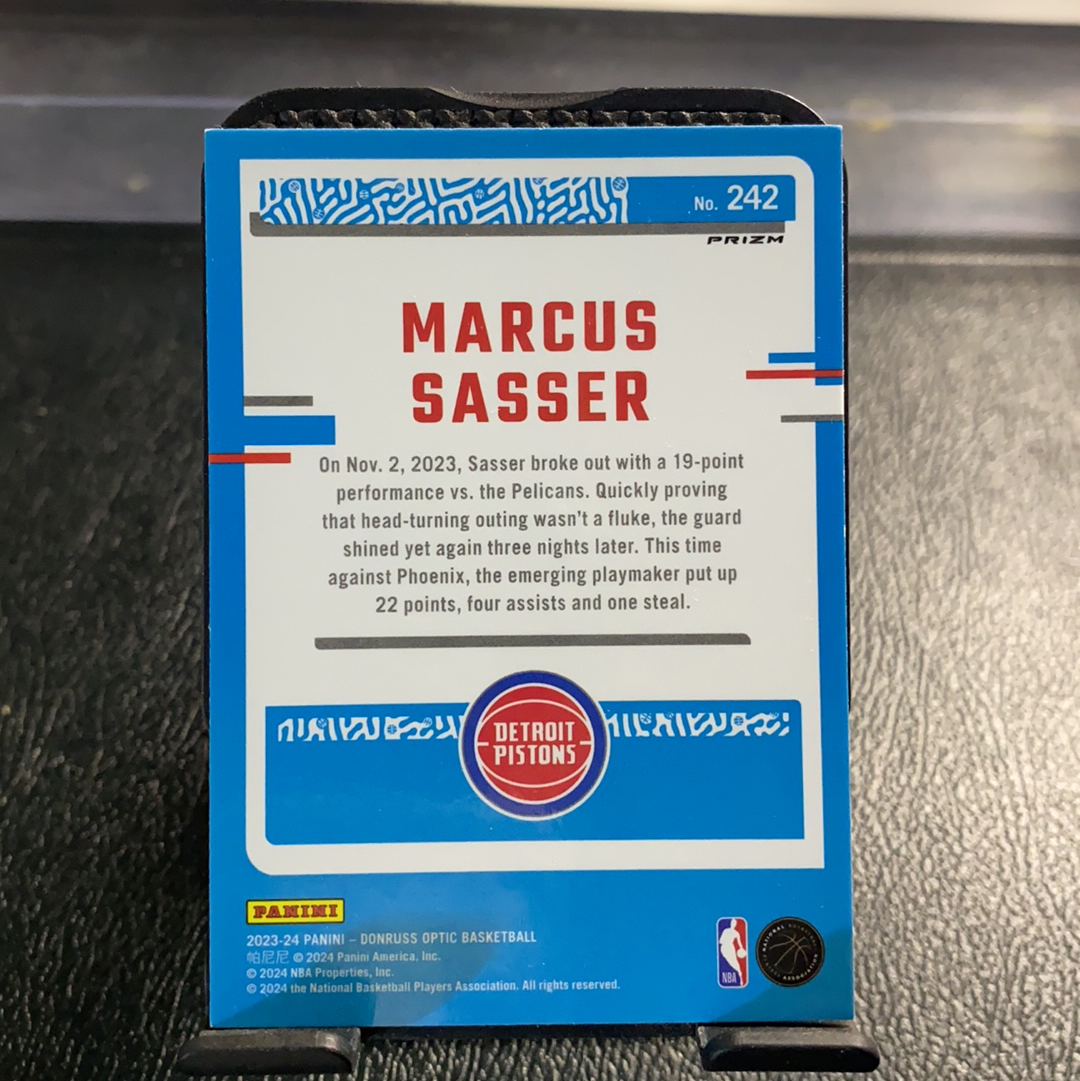 No. 242
PRIZM
MARCUS
SASSER
On Nov. 2, 2023, Sasser broke out with a 19-point
performance vs. the Pelicans. Quickly proving
that head-turning outing wasn't a fluke, the guard
shined yet again three nights later. This time
against Phoenix, the emerging playmaker put up
22 points, four assists and one steal.
DETROIT
PISTONS
PANINI
2023-24 PANINI – DONRUSS OPTIC BASKETBALL
帕尼尼 © 2024 Panini America, Inc.
© 2024 NBA Properties, Inc.
© 2024 the National Basketball Players Association. All rights reserved.
NBA
NATIONAL BASKETBALL
PLAYERS ASSOCIATION